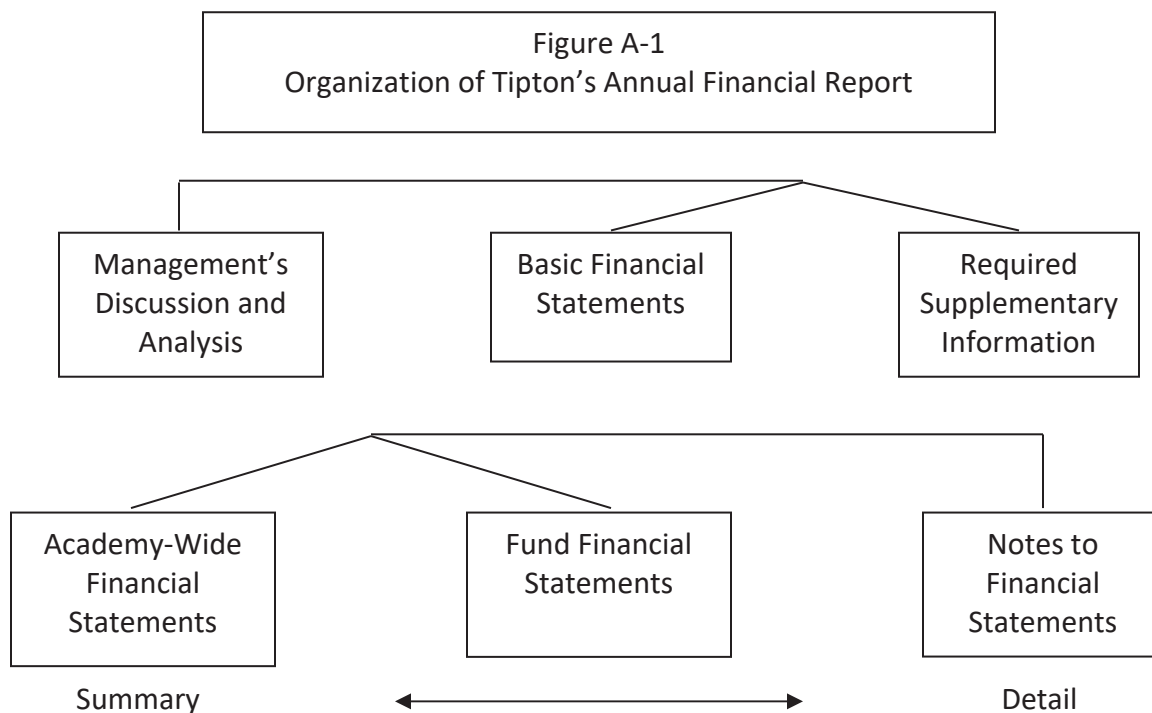 Figure A-1
Organization of Tipton’s Annual Financial Report
Management’s
Discussion and
Analysis
Basic Financial
Statements
Required
Supplementary
Information
Academy-Wide
Financial
Statements
Fund Financial
Statements
Notes to
Financial
Statements
Summary
Detail